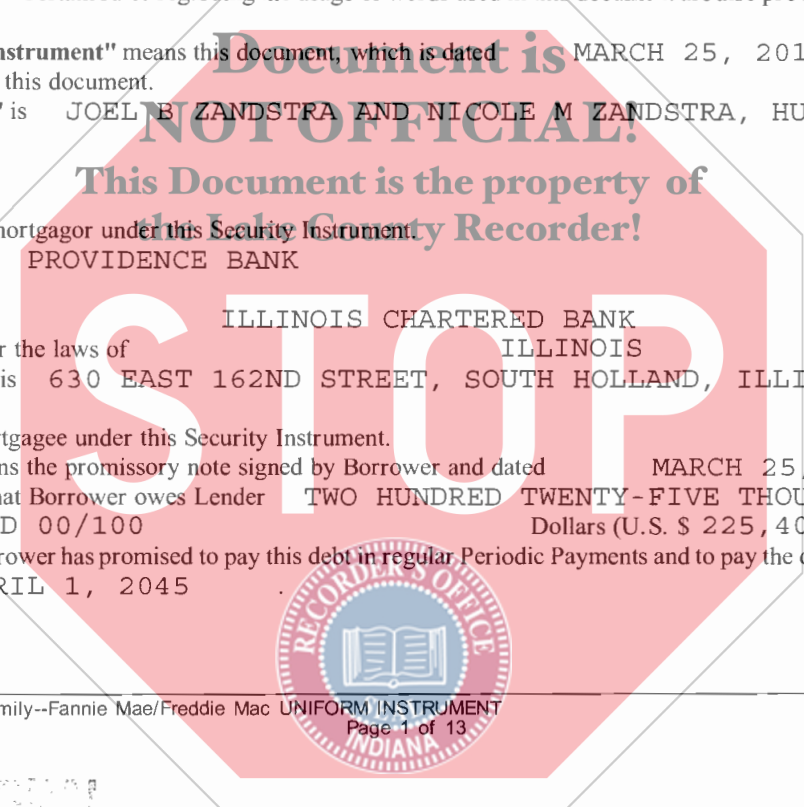 nstrument" means this document, which is dated MARCH 25, 201
this document.
" is JOEL B ZANDSTRA AND NICOLE M ZANDSTRA, HU
Document is
NOT OFFICIAL!
This Document is the property of
the Lake County Recorder!
nortgagor under this Security Instrument.
PROVIDENCE BANK
STOP
ILLINOIS CHARTERED BANK
r the laws of ILLINOIS
is 630 EAST 162ND STREET, SOUTH HOLLAND, ILLI
rtgagee under this Security Instrument.
ns the promissory note signed by Borrower and dated MARCH 25,
hat Borrower owes Lender TWO HUNDRED TWENTY-FIVE THOU
D 00/100 Dollars (U.S. $ 225,40
rrower has promised to pay this debt in regular Periodic Payments and to pay the d
RIL 1, 2045 .
RECORDER'S OFFICE
INDIANA
mily--Fannie Mae/Freddie Mac UNIFORM INSTRUMENT
Page 1 of 13